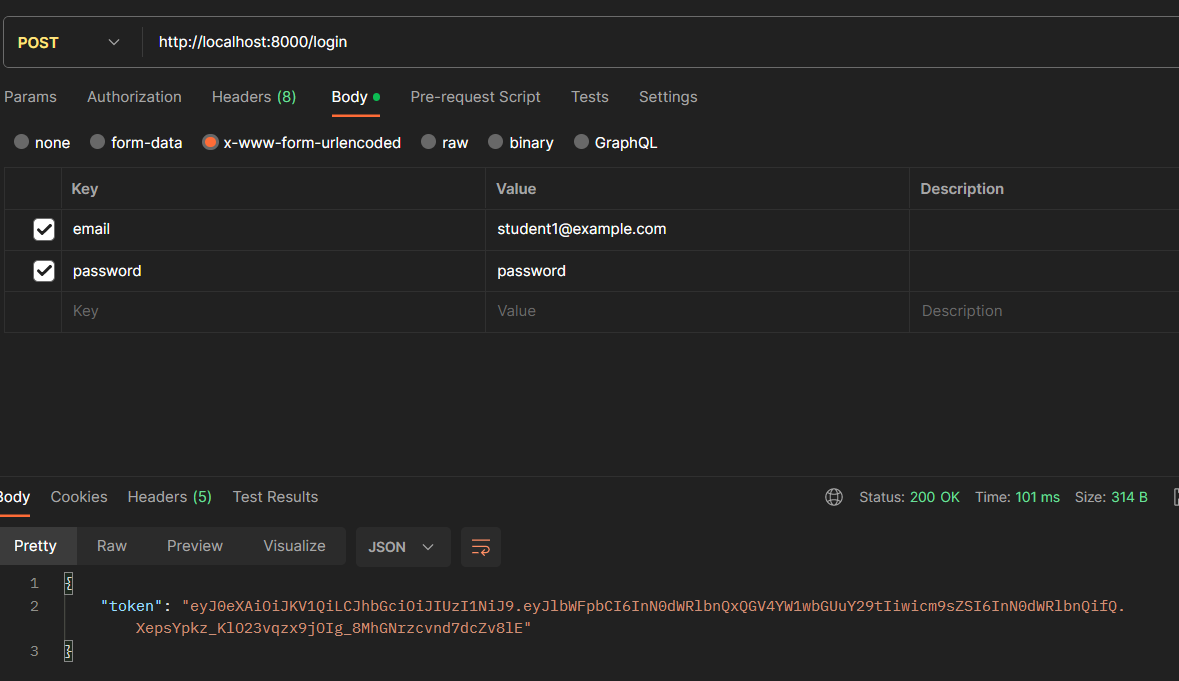 POST http://localhost:8000/login
Params Authorization Headers (8) Body Pre-request Script Tests Settings
none form-data x-www-form-urlencoded raw binary GraphQL
Key Value Description
email student1@example.com
password password
Key Value Description
Body Cookies Headers (5) Test Results Status: 200 OK Time: 101 ms Size: 314 B
Pretty Raw Preview Visualize JSON
1 {
2 "token": "eyJ0eXAiOiJKV1QiLCJhbGciOiJIUzI1NiJ9.eyJlbWFpbCI6InN0dWRlbnQxQGV4YW1wbGUuY29tIiwicm9sZSI6InN0dWRlbnQifQ.
XepsYpkz_KlO23vqzx9jOIg_8MhGNrzcvnd7dcZv8lE"
3 }